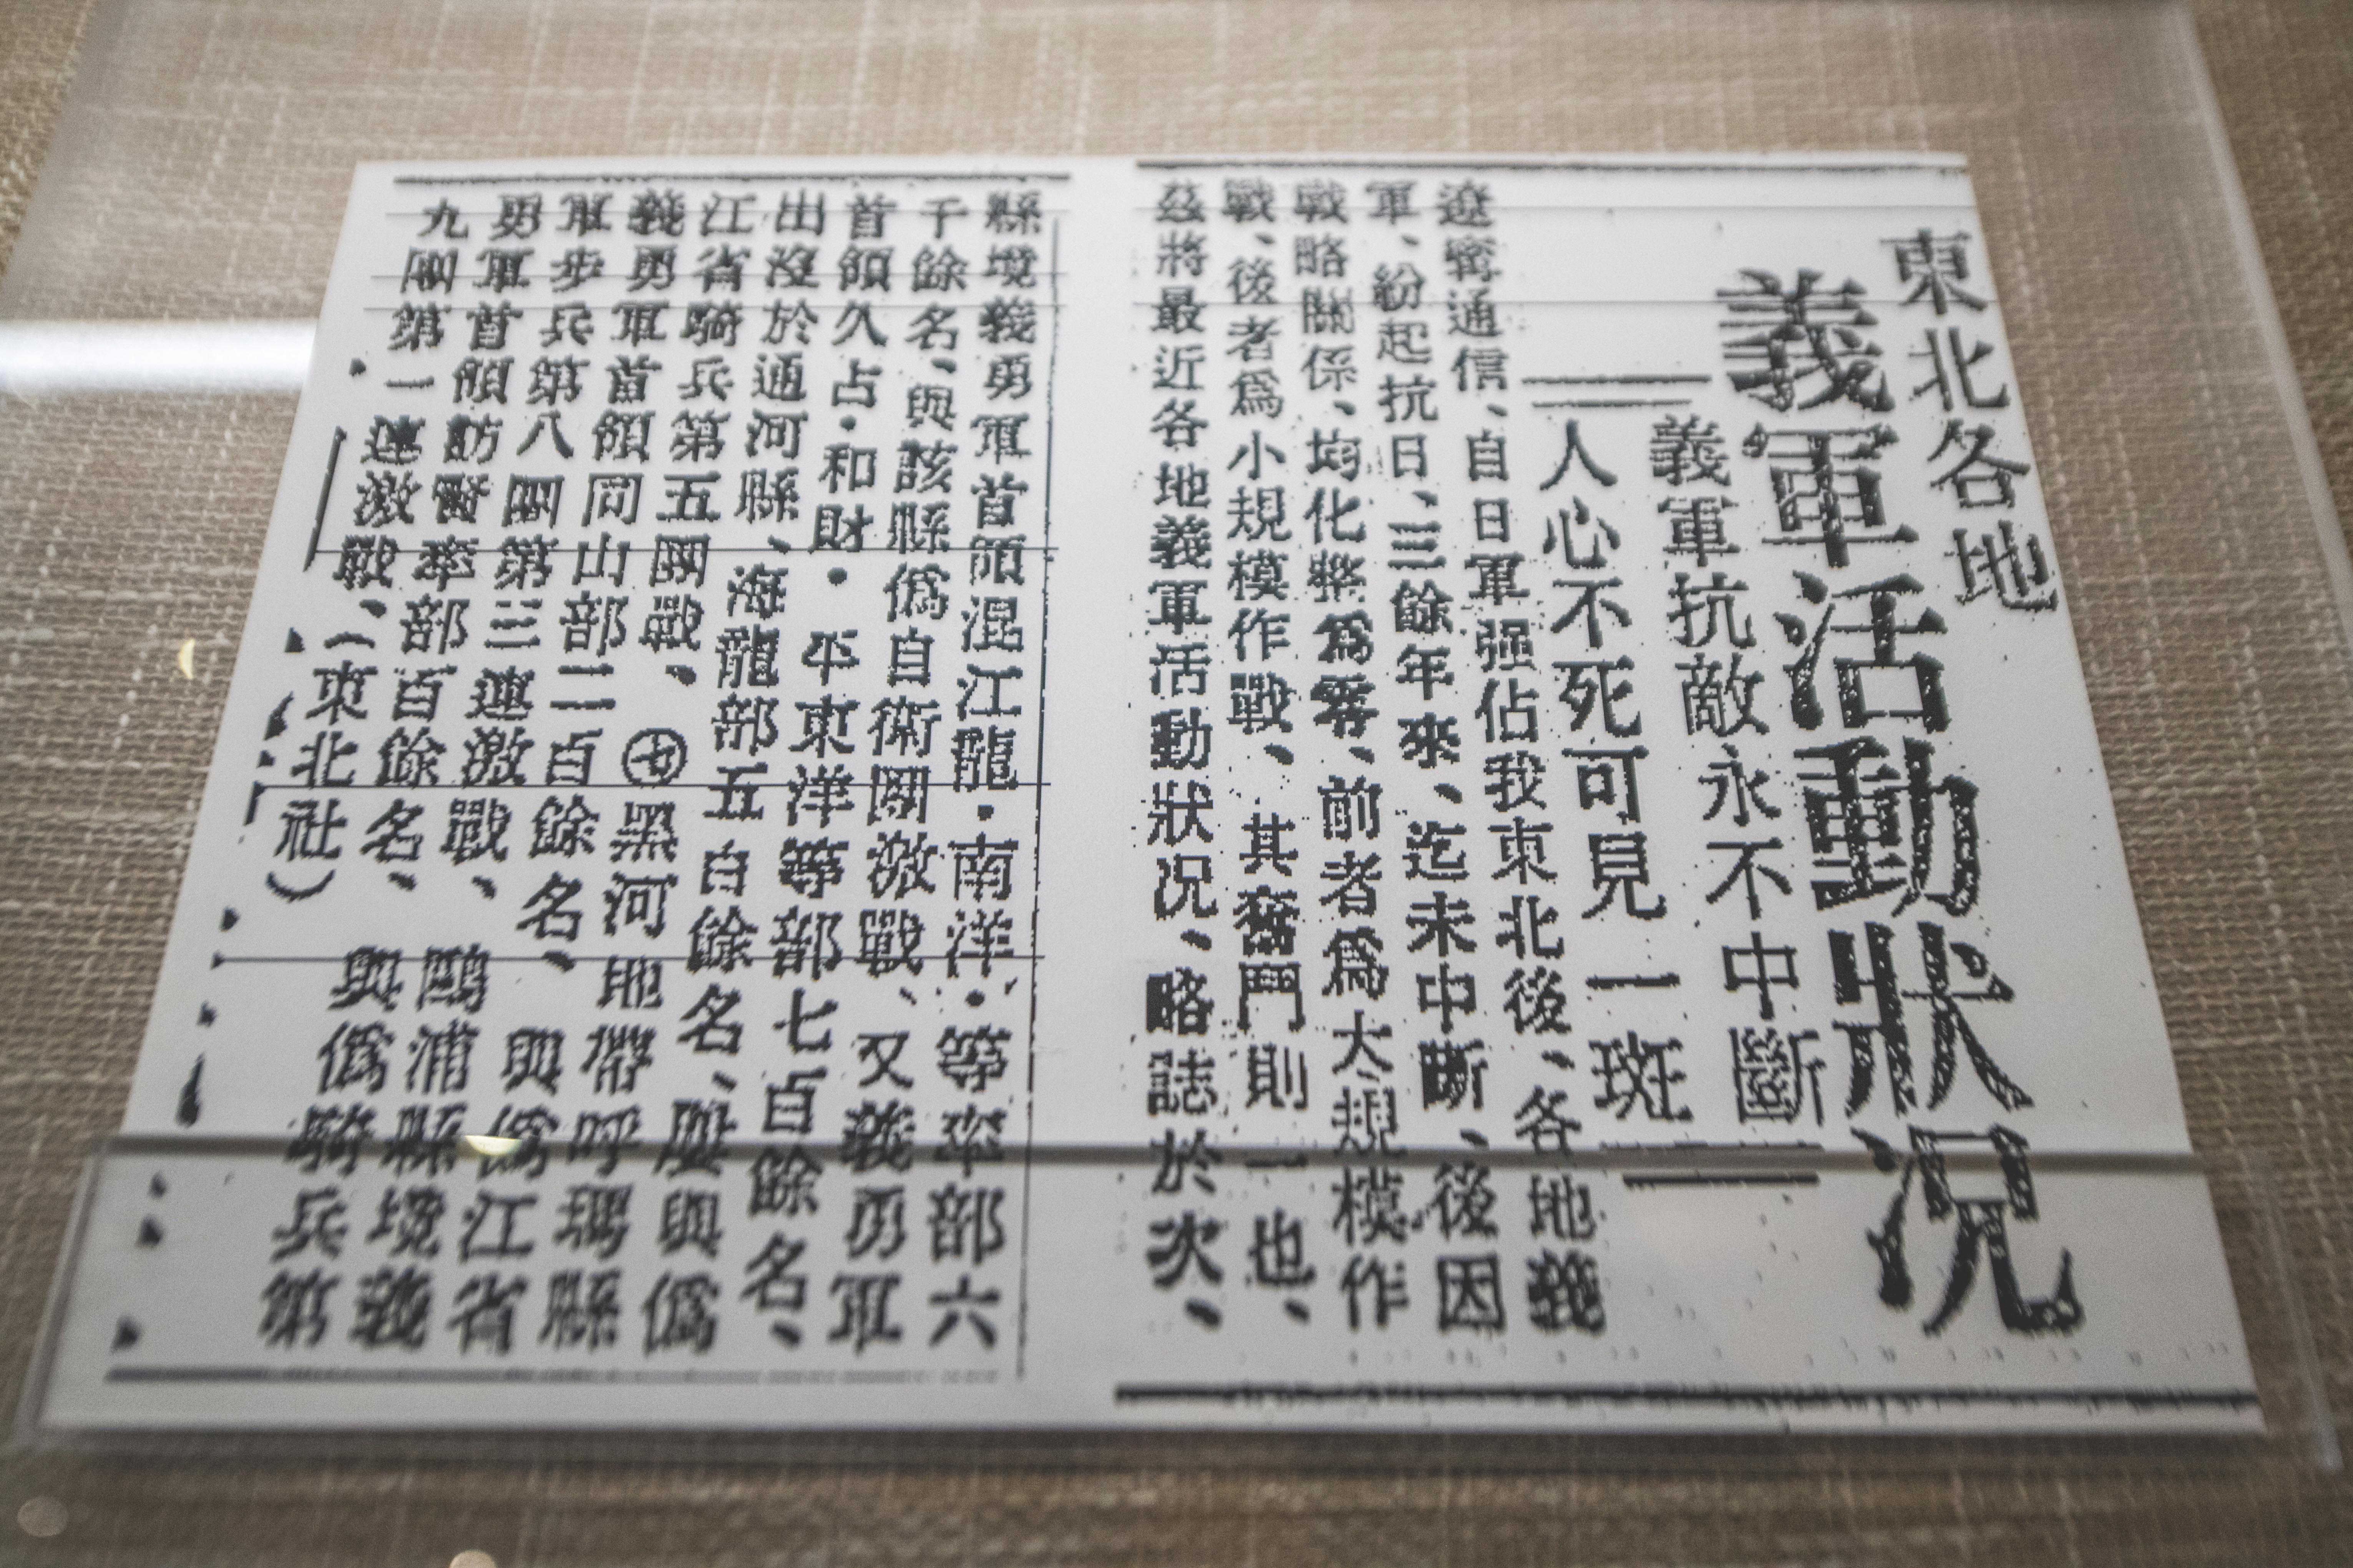 東北各地
義軍活動狀況
義軍抗敵永不中斷
人心不死可見一斑
遼寗通信、自日軍强佔我東北後、各地義
軍、紛起抗日、三餘年來、迄未中斷、後因
戰略關係、均化整爲零、前者爲大規模作
戰、後者爲小規模作戰、其奮鬥則一也、
茲將最近各地義軍活動狀况、略誌於次、
縣境義勇軍首領混江龍·南洋·等率部六
千餘名、與該縣僞自衛團激戰、又義勇軍
首領久占·和財·平東洋等部七百餘名、
出沒於通河縣、海龍部五百餘名、屢與僞
江省騎兵第五團戰、㊆黑河地帶呼瑪縣
義勇軍首領同山部二百餘名、與僞江省
軍步兵第八團第三連激戰、鷗浦縣境義
勇軍首領訪賢率部百餘名、與僞騎兵第
九團第一連激戰、(東北社)